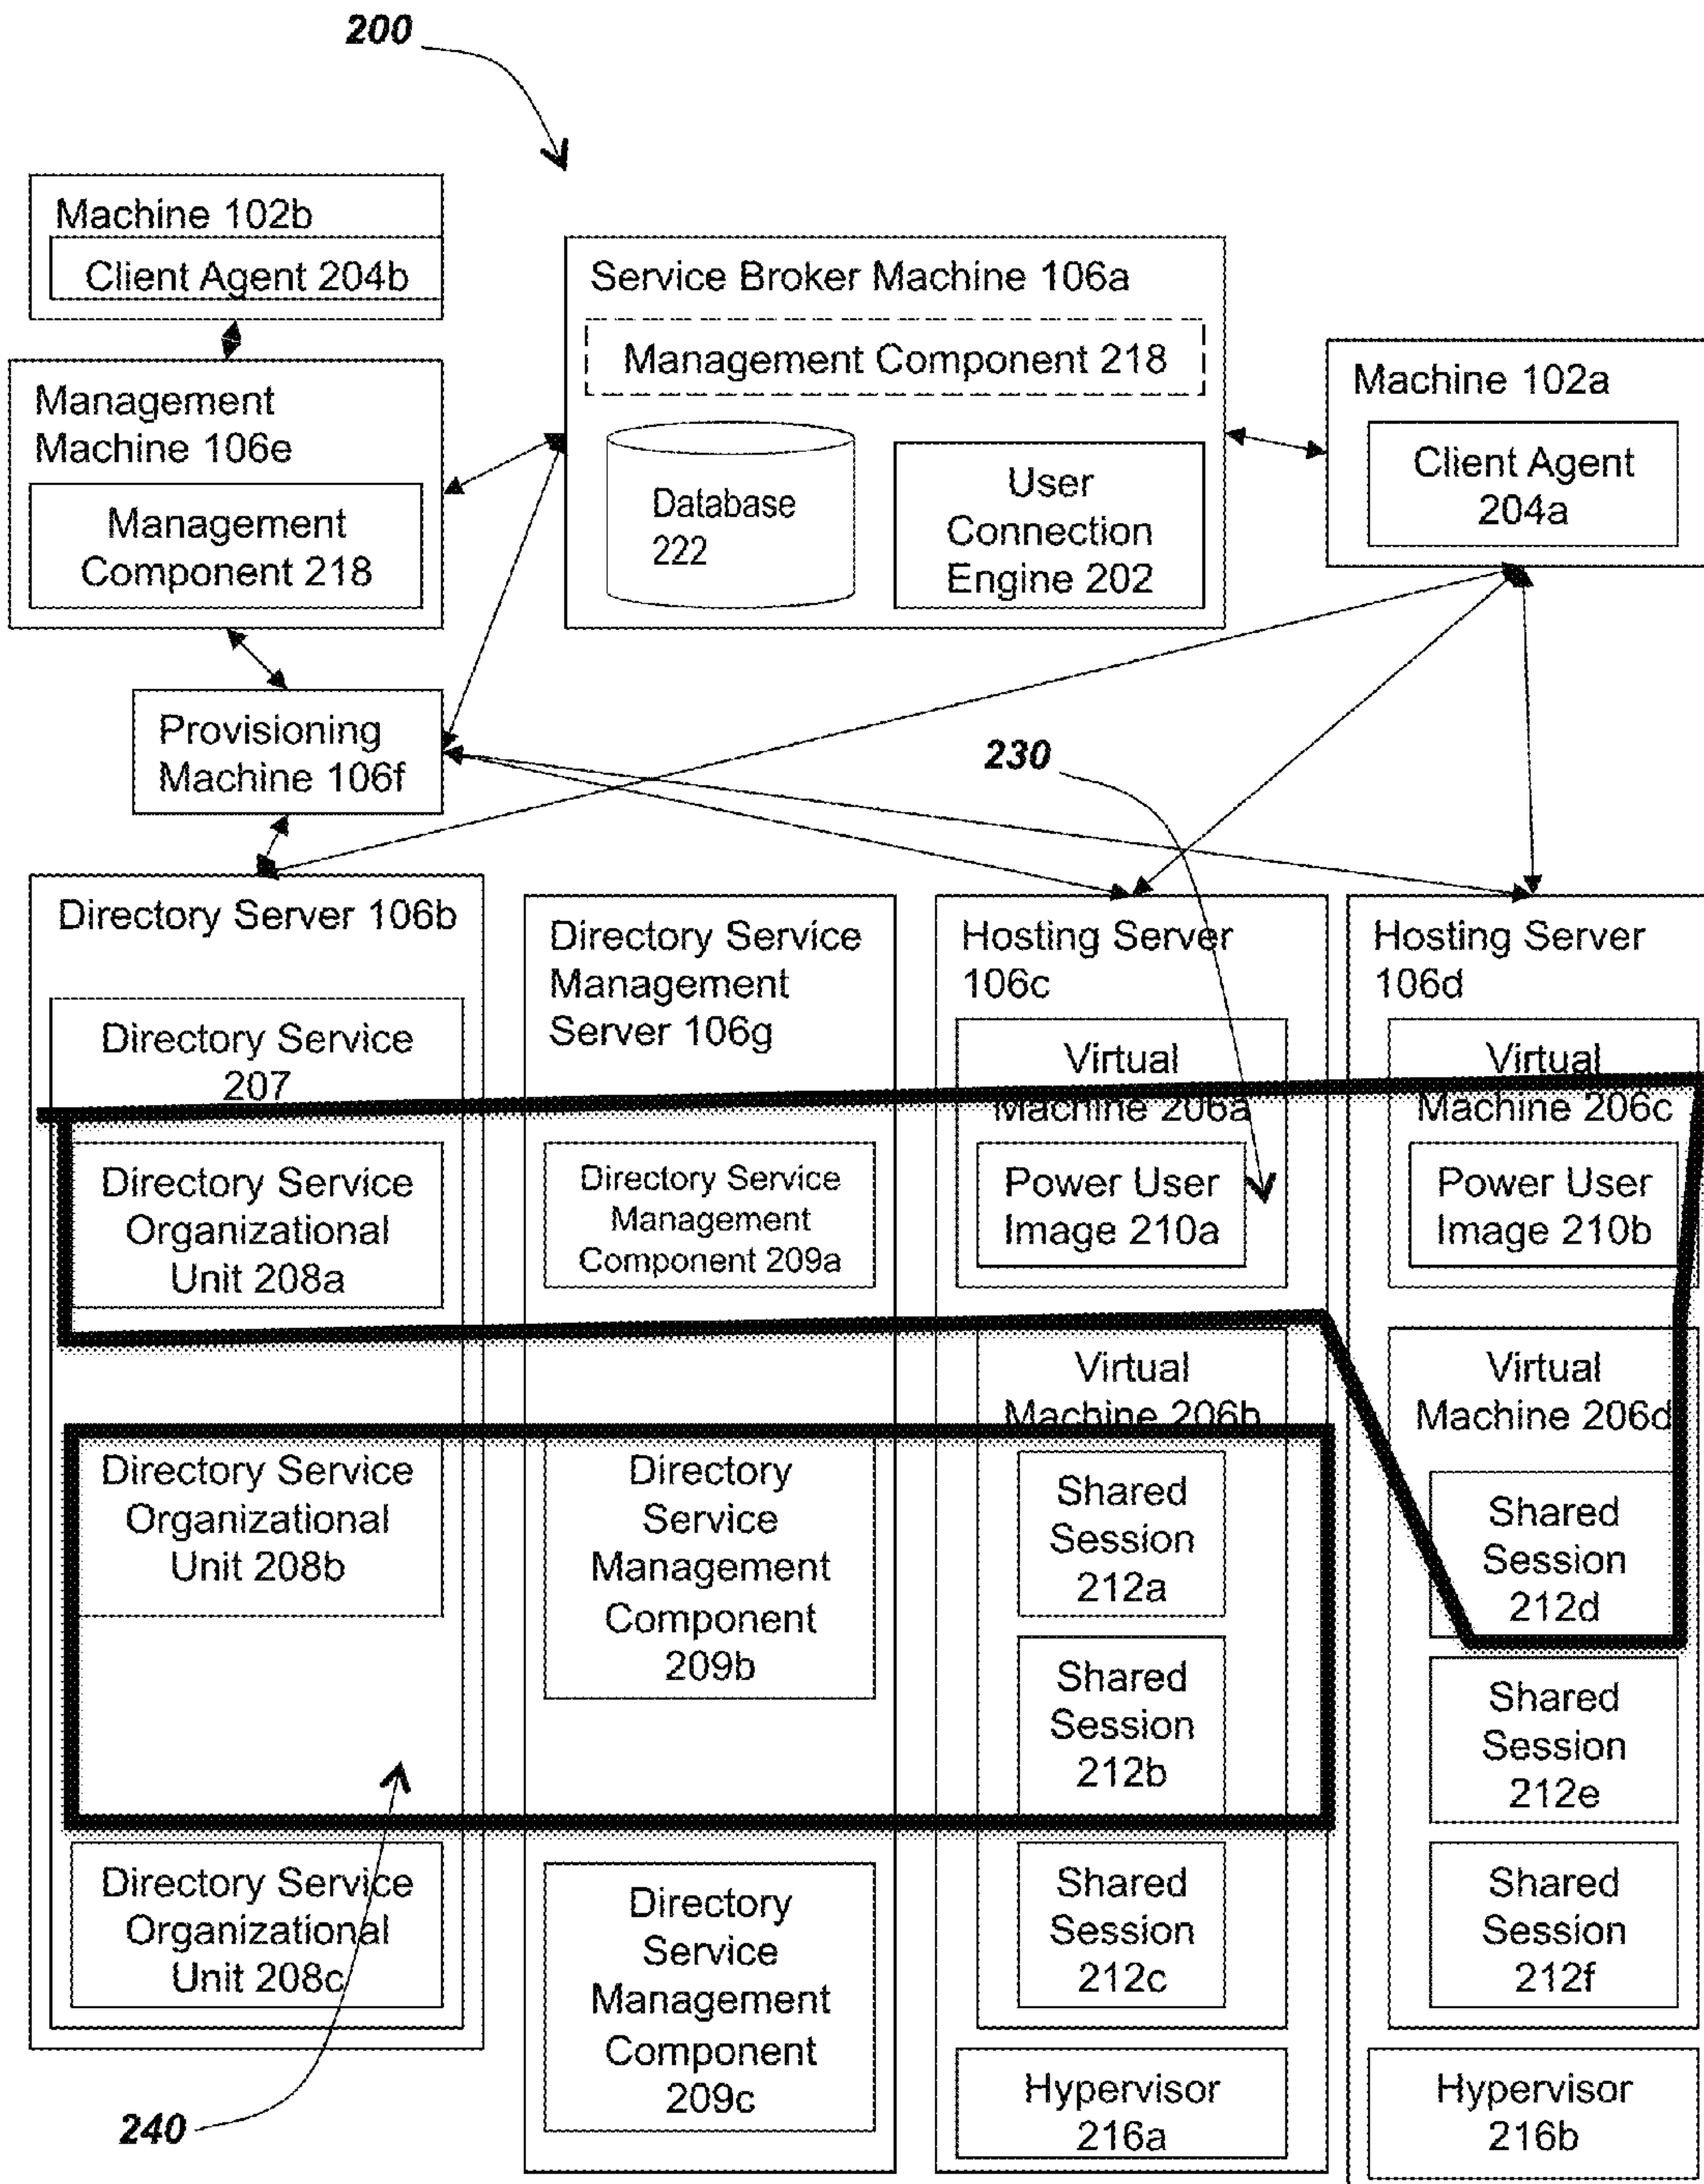 200
Machine 102b
Client Agent 204b
Service Broker Machine 106a
Management Component 218
Database
222
User
Connection
Engine 202
Machine 102a
Client Agent
204a
Management
Machine 106e
Management
Component 218
Provisioning
Machine 106f
230
Directory Server 106b
Directory Service
207
Directory Service
Organizational
Unit 208a
Directory Service
Organizational
Unit 208b
Directory Service
Organizational
Unit 208c
240
Directory Service
Management
Server 106g
Directory Service
Management
Component 209a
Directory
Service
Management
Component
209b
Directory
Service
Management
Component
209c
Hosting Server
106c
Virtual
Machine 206a
Power User
Image 210a
Virtual
Machine 206b
Shared
Session
212a
Shared
Session
212b
Shared
Session
212c
Hypervisor
216a
Hosting Server
106d
Virtual
Machine 206c
Power User
Image 210b
Virtual
Machine 206d
Shared
Session
212d
Shared
Session
212e
Shared
Session
212f
Hypervisor
216b